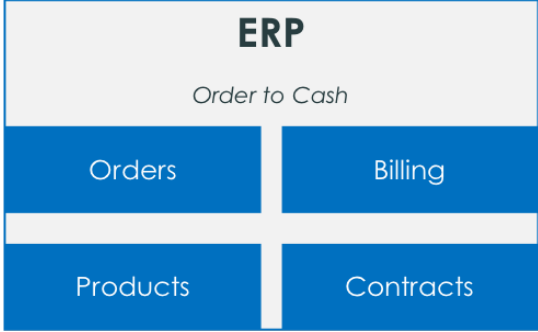 ERP
Order to Cash
Orders
Billing
Products
Contracts